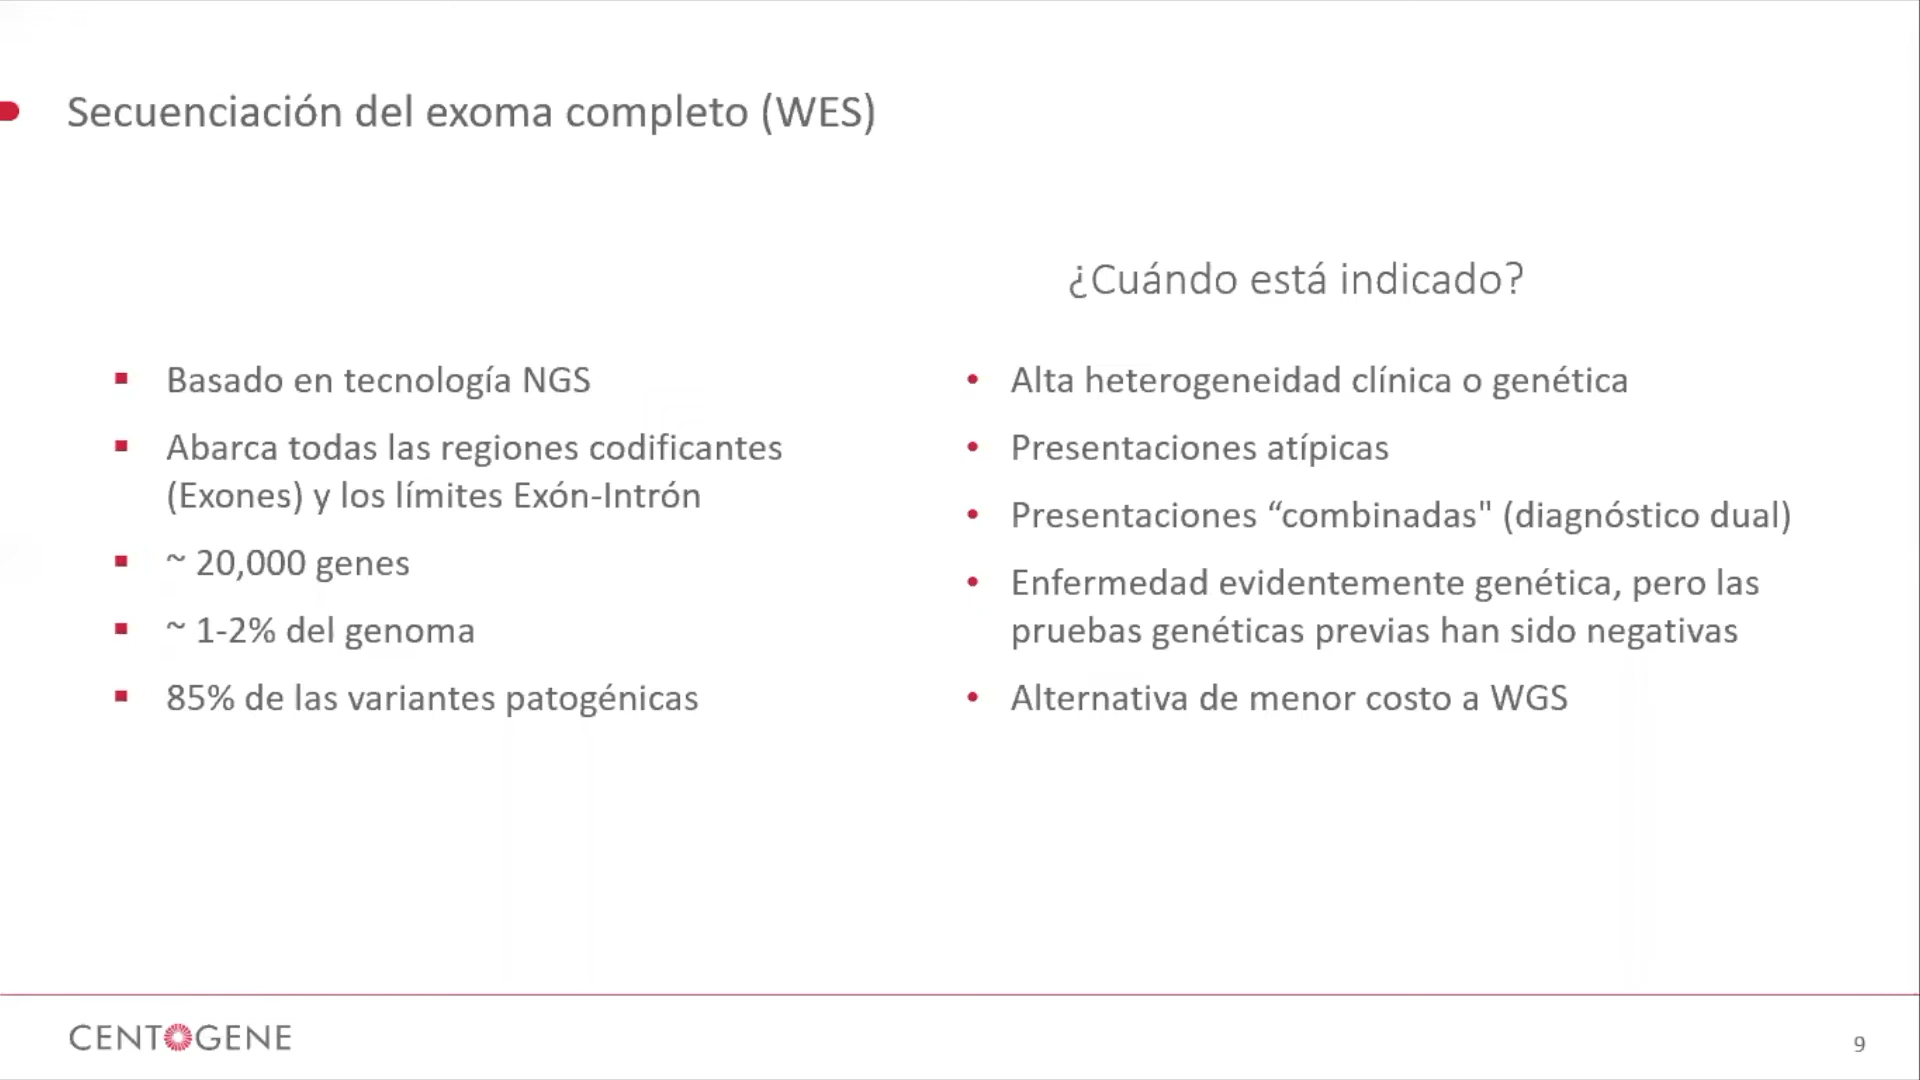 Secuenciación del exoma completo (WES)
Basado en tecnología NGS
Abarca todas las regiones codificantes
(Exones) y los límites Exón-Intrón
~ 20,000 genes
~ 1-2% del genoma
85% de las variantes patogénicas
¿Cuándo está indicado?
Alta heterogeneidad clínica o genética
Presentaciones atípicas
Presentaciones “combinadas" (diagnóstico dual)
Enfermedad evidentemente genética, pero las
pruebas genéticas previas han sido negativas
Alternativa de menor costo a WGS
CENTOGENE
9